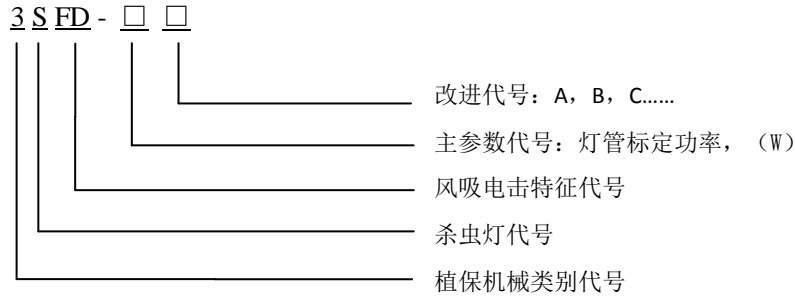 3 S FD - □ □
改进代号：A，B，C……
主参数代号：灯管标定功率，（W）
风吸电击特征代号
杀虫灯代号
植保机械类别代号